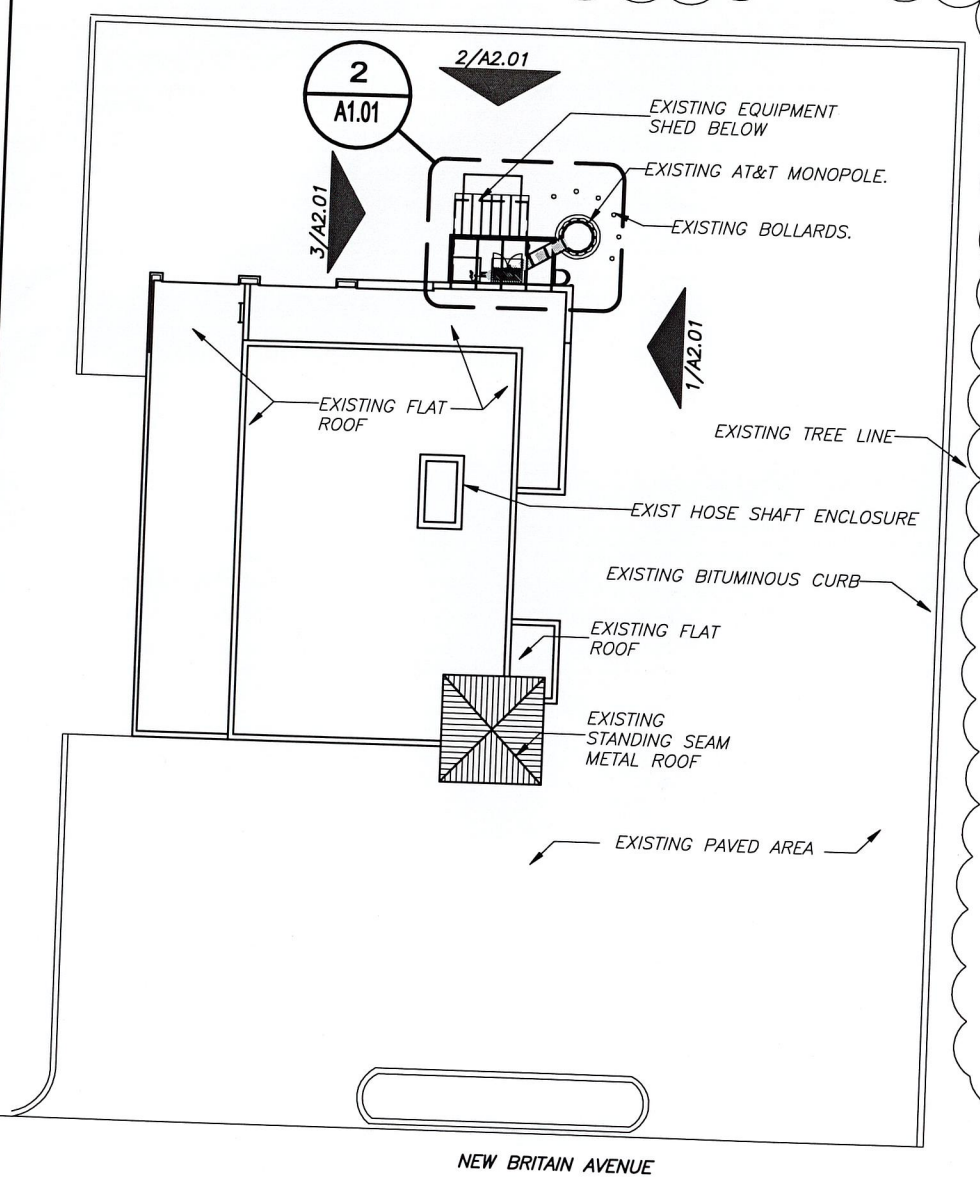 2/A2.01
2
A1.01
EXISTING EQUIPMENT
SHED BELOW
EXISTING AT&T MONOPOLE.
3/A2.01
EXISTING BOLLARDS.
1/A2.01
EXISTING FLAT
ROOF
EXISTING TREE LINE
EXIST HOSE SHAFT ENCLOSURE
EXISTING BITUMINOUS CURB
EXISTING FLAT
ROOF
EXISTING
STANDING SEAM
METAL ROOF
EXISTING PAVED AREA
NEW BRITAIN AVENUE